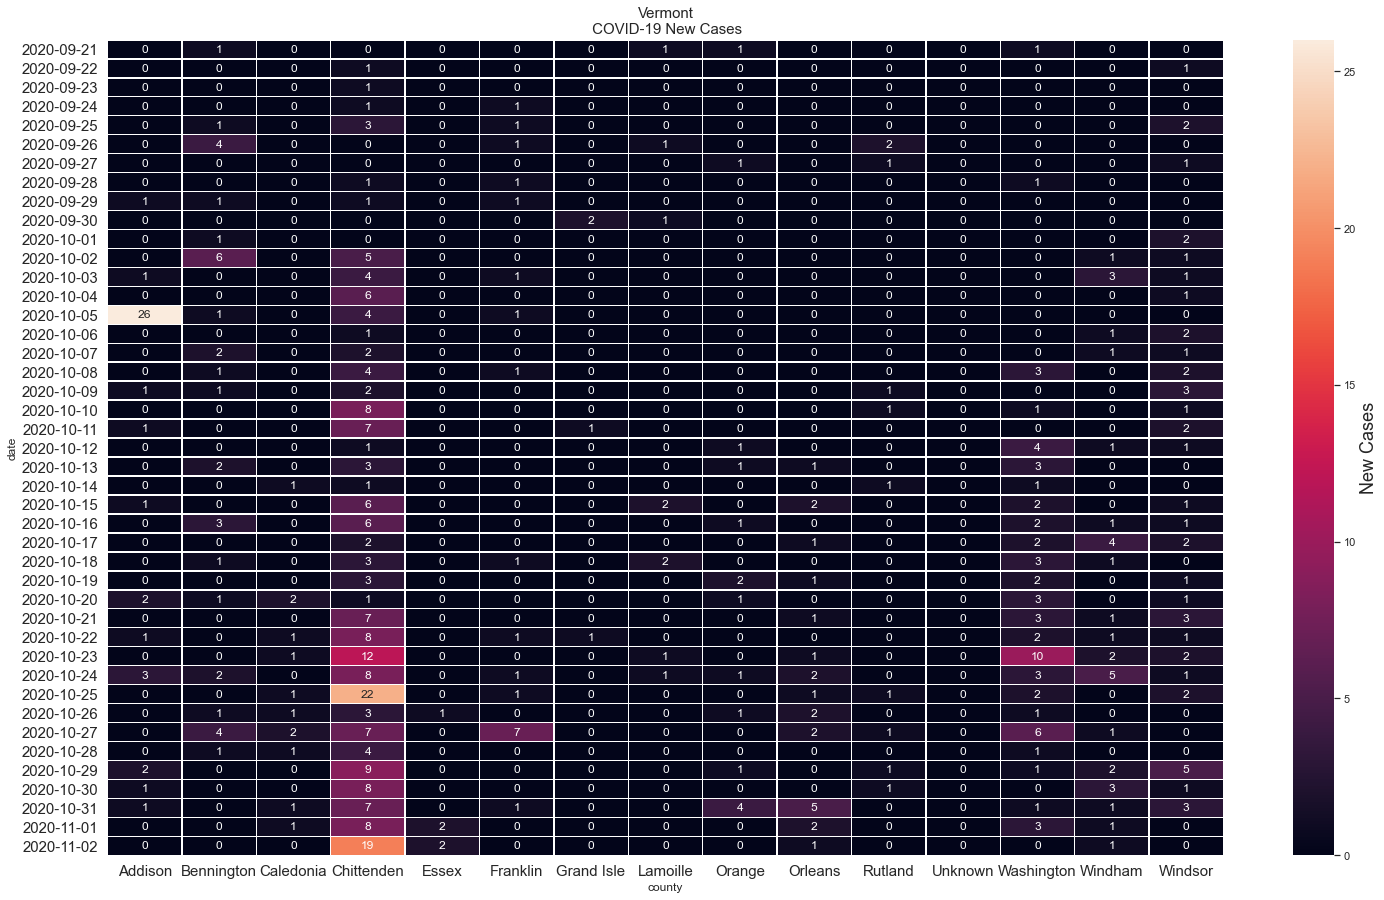 Vermont
COVID-19 New Cases
2020-09-21 0 1 0 0 0 0 0 1 1 0 0 0 1 0 0
2020-09-22 0 0 0 1 0 0 0 0 0 0 0 0 0 0 1
2020-09-23 0 0 0 1 0 0 0 0 0 0 0 0 0 0 0
2020-09-24 0 0 0 1 0 1 0 0 0 0 0 0 0 0 0
2020-09-25 0 1 0 3 0 1 0 0 0 0 0 0 0 0 2
2020-09-26 0 4 0 0 0 1 0 1 0 0 2 0 0 0 0
2020-09-27 0 0 0 0 0 0 0 0 1 0 1 0 0 0 1
2020-09-28 0 0 0 1 0 1 0 0 0 0 0 0 1 0 0
2020-09-29 1 1 0 1 0 1 0 0 0 0 0 0 0 0 0
2020-09-30 0 0 0 0 0 0 2 1 0 0 0 0 0 0 0
2020-10-01 0 1 0 0 0 0 0 0 0 0 0 0 0 0 2
2020-10-02 0 6 0 5 0 0 0 0 0 0 0 0 0 1 1
2020-10-03 1 0 0 4 0 1 0 0 0 0 0 0 0 3 1
2020-10-04 0 0 0 6 0 0 0 0 0 0 0 0 0 0 1
2020-10-05 26 1 0 4 0 1 0 0 0 0 0 0 0 0 0
2020-10-06 0 0 0 1 0 0 0 0 0 0 0 0 0 1 2
2020-10-07 0 2 0 2 0 0 0 0 0 0 0 0 0 1 1
2020-10-08 0 1 0 4 0 1 0 0 0 0 0 0 3 0 2
2020-10-09 1 1 0 2 0 0 0 0 0 0 1 0 0 0 3
2020-10-10 0 0 0 8 0 0 0 0 0 0 1 0 1 0 1
2020-10-11 1 0 0 7 0 0 1 0 0 0 0 0 0 0 2
2020-10-12 0 0 0 1 0 0 0 0 1 0 0 0 4 1 1
2020-10-13 0 2 0 3 0 0 0 0 1 1 0 0 3 0 0
2020-10-14 0 0 1 1 0 0 0 0 0 0 1 0 1 0 0
2020-10-15 1 0 0 6 0 0 0 2 0 2 0 0 2 0 1
2020-10-16 0 3 0 6 0 0 0 0 1 0 0 0 2 1 1
2020-10-17 0 0 0 2 0 0 0 0 0 1 0 0 2 4 2
2020-10-18 0 1 0 3 0 1 0 2 0 0 0 0 3 1 0
2020-10-19 0 0 0 3 0 0 0 0 2 1 0 0 2 0 1
2020-10-20 2 1 2 1 0 0 0 0 1 0 0 0 3 0 1
2020-10-21 0 0 0 7 0 0 0 0 0 1 0 0 3 1 3
2020-10-22 1 0 1 8 0 1 1 0 0 0 0 0 2 1 1
2020-10-23 0 0 1 12 0 0 0 1 0 1 0 0 10 2 2
2020-10-24 3 2 0 8 0 1 0 1 1 2 0 0 3 5 1
2020-10-25 0 0 1 22 0 1 0 0 0 1 1 0 2 0 2
2020-10-26 0 1 1 3 1 0 0 0 1 2 0 0 1 0 0
2020-10-27 0 4 2 7 0 7 0 0 0 2 1 0 6 1 0
2020-10-28 0 1 1 4 0 0 0 0 0 0 0 0 1 0 0
2020-10-29 2 0 0 9 0 0 0 0 1 0 1 0 1 2 5
2020-10-30 1 0 0 8 0 0 0 0 0 0 1 0 0 3 1
2020-10-31 1 0 1 7 0 1 0 0 4 5 0 0 1 1 3
2020-11-01 0 0 1 8 2 0 0 0 0 2 0 0 3 1 0
2020-11-02 0 0 0 19 2 0 0 0 0 1 0 0 0 1 0
Addison Bennington Caledonia Chittenden Essex Franklin Grand Isle Lamoille Orange Orleans Rutland Unknown Washington Windham Windsor
county
date
25
20
15
10
5
0
New Cases